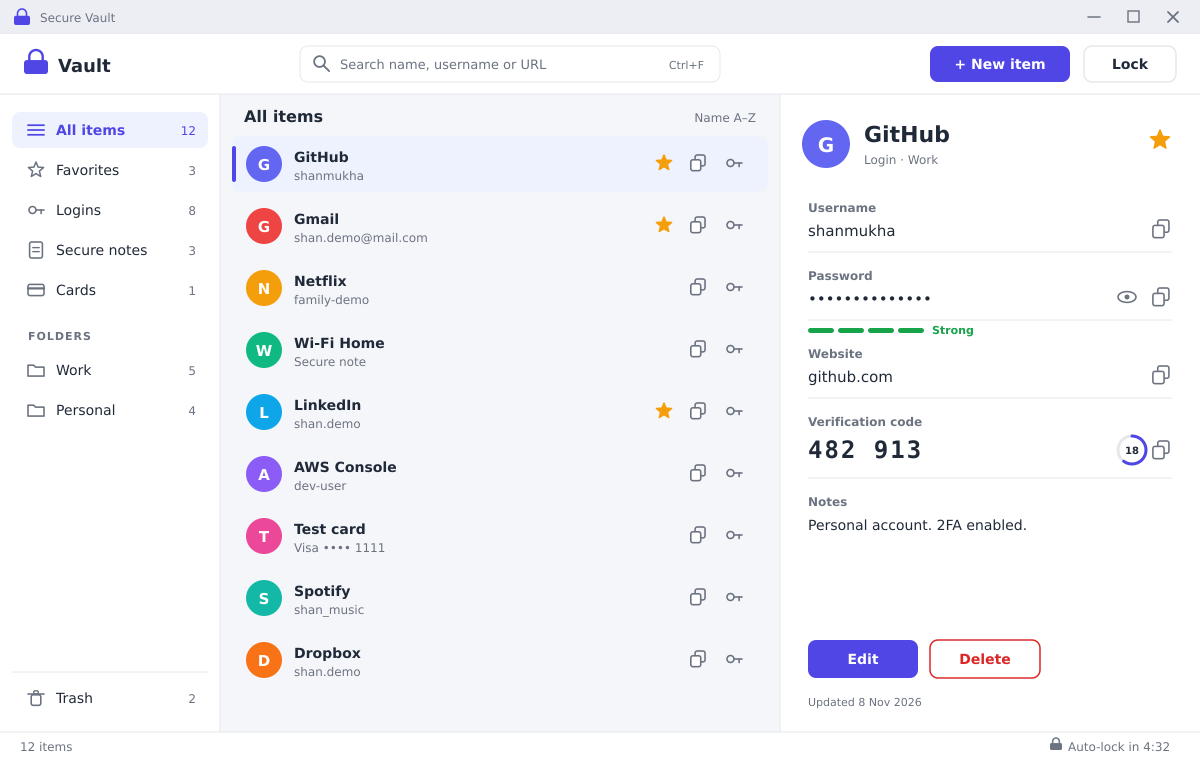 Secure Vault
Vault
Search name, username or URL Ctrl+F
+ New item
Lock
All items 12
Favorites 3
Logins 8
Secure notes 3
Cards 1
FOLDERS
Work 5
Personal 4
Trash 2
All items Name A–Z
G GitHub
shanmukha
G Gmail
shan.demo@mail.com
N Netflix
family-demo
W Wi-Fi Home
Secure note
L LinkedIn
shan.demo
A AWS Console
dev-user
T Test card
Visa •••• 1111
S Spotify
shan_music
D Dropbox
shan.demo
G GitHub
Login · Work
Username
shanmukha
Password
••••••••••••••
Strong
Website
github.com
Verification code
482 913 18
Notes
Personal account. 2FA enabled.
Edit Delete
Updated 8 Nov 2026
12 items Auto-lock in 4:32